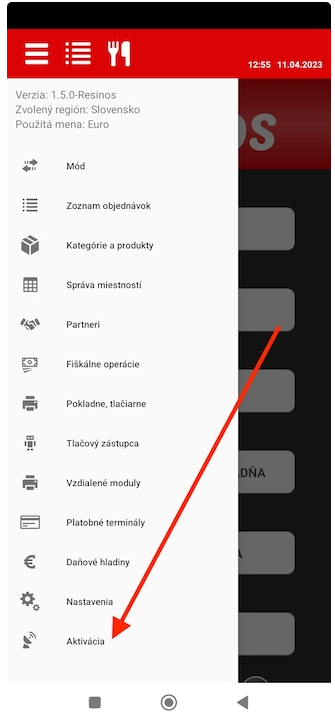 12:55 11.04.2023
Verzia: 1.5.0-Resinos
Zvolený región: Slovensko
Použitá mena: Euro
os
Mód
Zoznam objednávok
Kategórie a produkty
Správa miestností
Partneri
Fiškálne operácie
Pokladne, tlačiarne
DŇA
Tlačový zástupca
Vzdialené moduly
Platobné terminály
A
Daňové hladiny
Nastavenia
Aktivácia